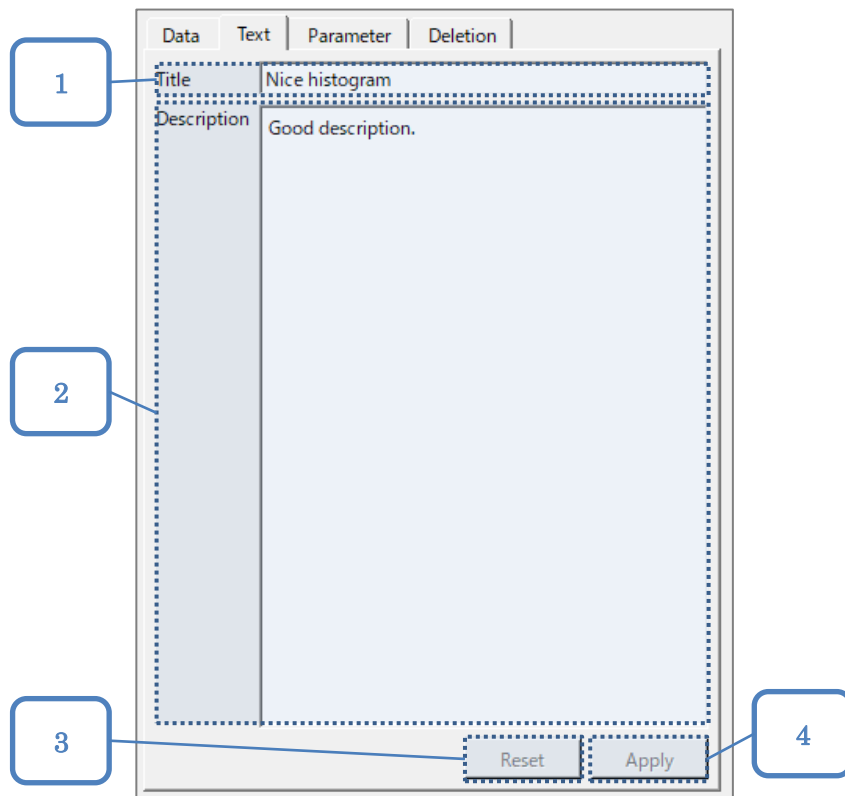 Data Text Parameter Deletion
1
Title Nice histogram
Description Good description.
2
3
Reset Apply
4